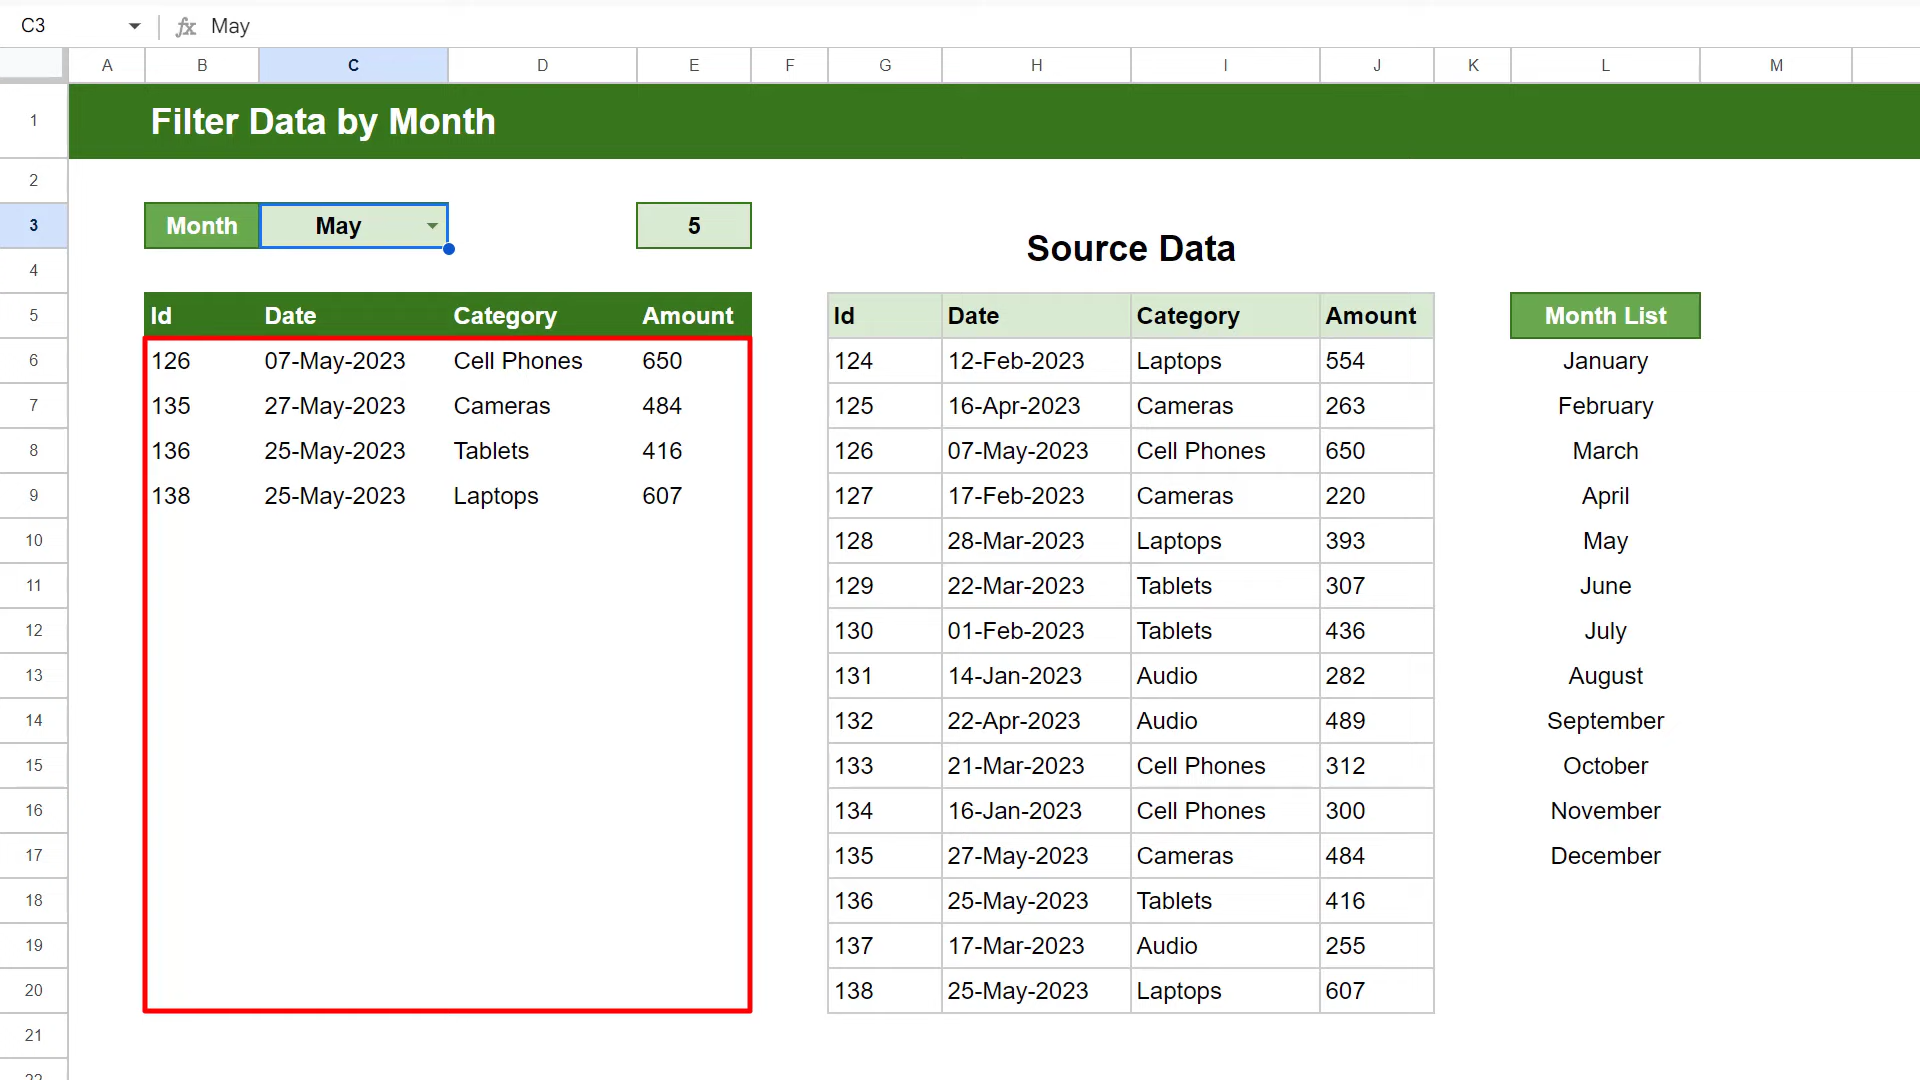 C3 fx May
A B C D E F G H I J K L M
1 Filter Data by Month
2
3 Month May 5
Source Data
4
5 Id Date Category Amount Id Date Category Amount Month List
6 126 07-May-2023 Cell Phones 650 124 12-Feb-2023 Laptops 554 January
7 135 27-May-2023 Cameras 484 125 16-Apr-2023 Cameras 263 February
8 136 25-May-2023 Tablets 416 126 07-May-2023 Cell Phones 650 March
9 138 25-May-2023 Laptops 607 127 17-Feb-2023 Cameras 220 April
10 128 28-Mar-2023 Laptops 393 May
11 129 22-Mar-2023 Tablets 307 June
12 130 01-Feb-2023 Tablets 436 July
13 131 14-Jan-2023 Audio 282 August
14 132 22-Apr-2023 Audio 489 September
15 133 21-Mar-2023 Cell Phones 312 October
16 134 16-Jan-2023 Cell Phones 300 November
17 135 27-May-2023 Cameras 484 December
18 136 25-May-2023 Tablets 416
19 137 17-Mar-2023 Audio 255
20 138 25-May-2023 Laptops 607
21
22